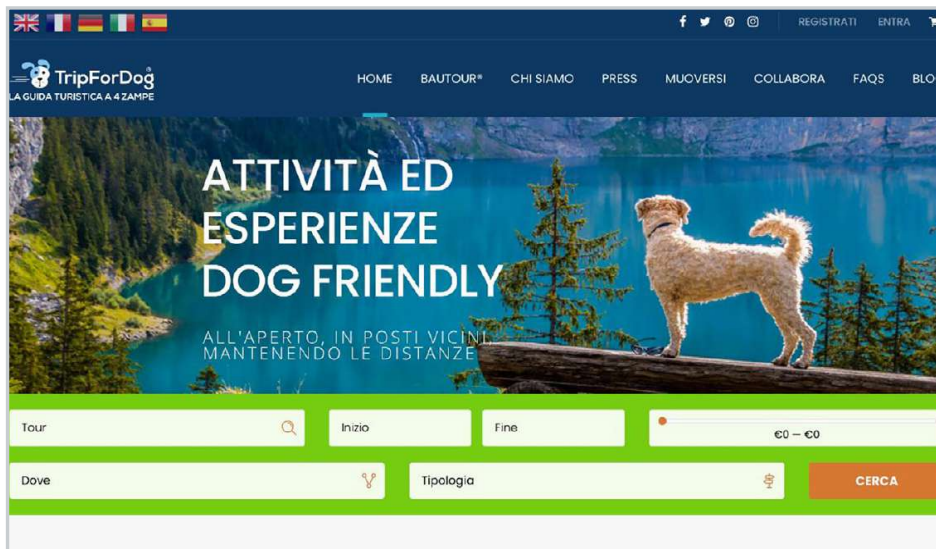 REGISTRATI ENTRA
TripForDog
LA GUIDA TURISTICA A 4 ZAMPE
HOME BAUTOUR® CHI SIAMO PRESS MUOVERSI COLLABORA FAQS
ATTIVITÀ ED
ESPERIENZE
DOG FRIENDLY
ALL'APERTO, IN POSTI VICINI,
MANTENENDO LE DISTANZE
Tour Inizio Fine €0 — €0
Dove Tipologia CERCA